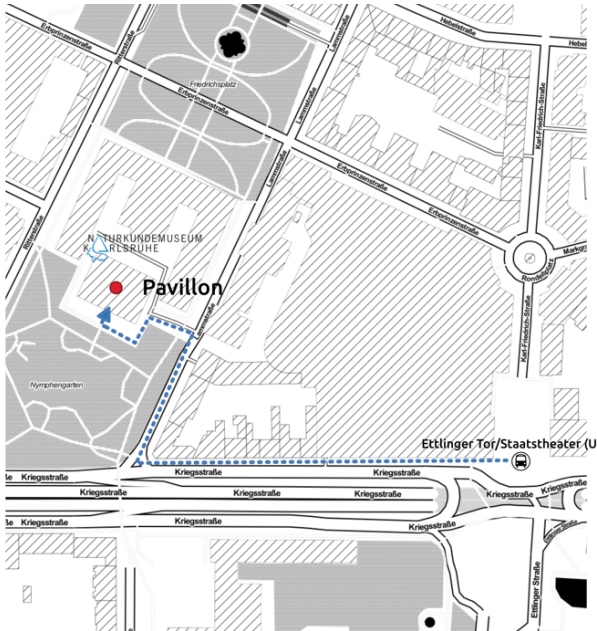 Hebelstraße
Hebel
Ritterstraße
Erbprinzenstraße
Lammstraße
Friedrichsplatz
Erbprinzenstraße
Lammstraße
Karl-Friedrich-Straße
Lammstraße
Erbprinzenstraße
Erbprinzenstraße
Ritterstraße
NATURKUNDEMUSEUM
KARLSRUHE
Rondellplatz
Pavillon
Lammstraße
Karl-Friedrich-Straße
Nymphengarten
Ettlinger Tor/Staatstheater (U
Kriegsstraße
Kriegsstraße
Kriegsstraße
Kriegsstraße
Kriegsstraße
Kriegsstraße
Kriegsstraße
Kriegsstraße
Kriegsstraße
Kriegsstraße
Kriegsstraße
Kriegsstraße
Ettlinger Straße